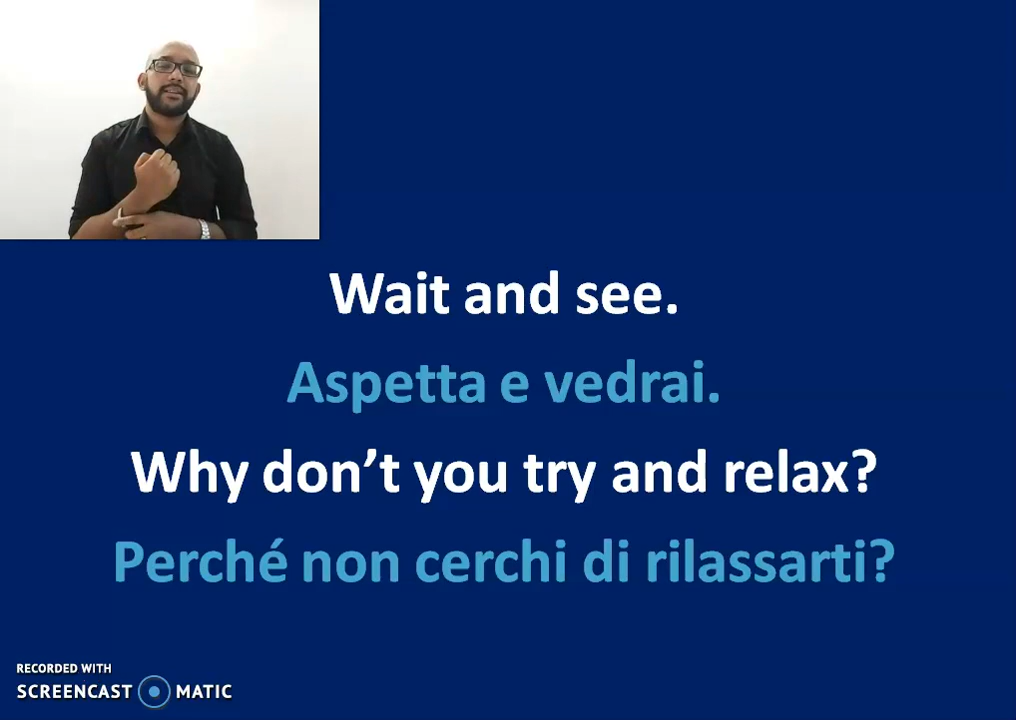 Wait and see.
Aspetta e vedrai.
Why don’t you try and relax?
Perché non cerchi di rilassarti?
RECORDED WITH
SCREENCAST MATIC